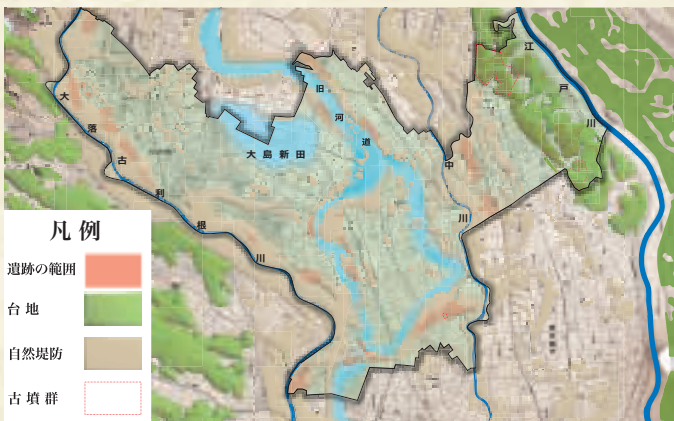 江戸川
旧河道
大落古利根川
大島新田
中川
凡例
遺跡の範囲
台地
自然堤防
古墳群